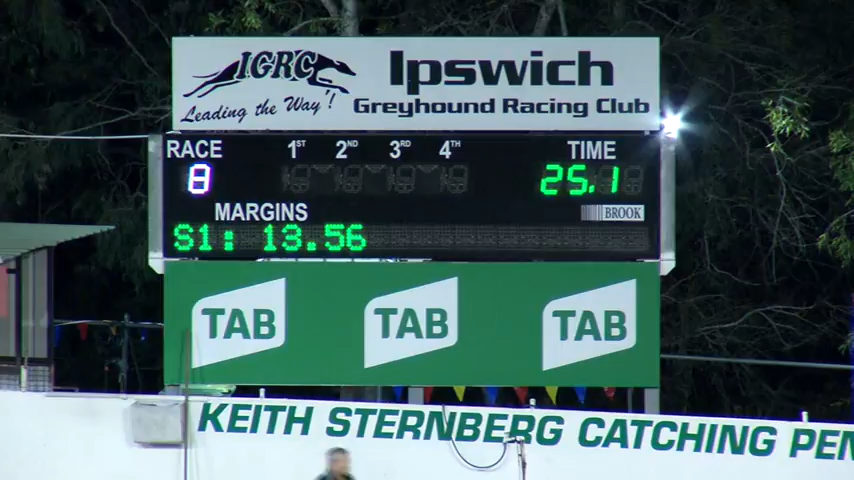 IGRC
Leading the Way'!
Ipswich
Greyhound Racing Club
RACE 1ST 2ND 3RD 4TH TIME
8 25.1
MARGINS BROOK
S1: 13.56
TAB TAB TAB
KEITH STERNBERG CATCHING PEN